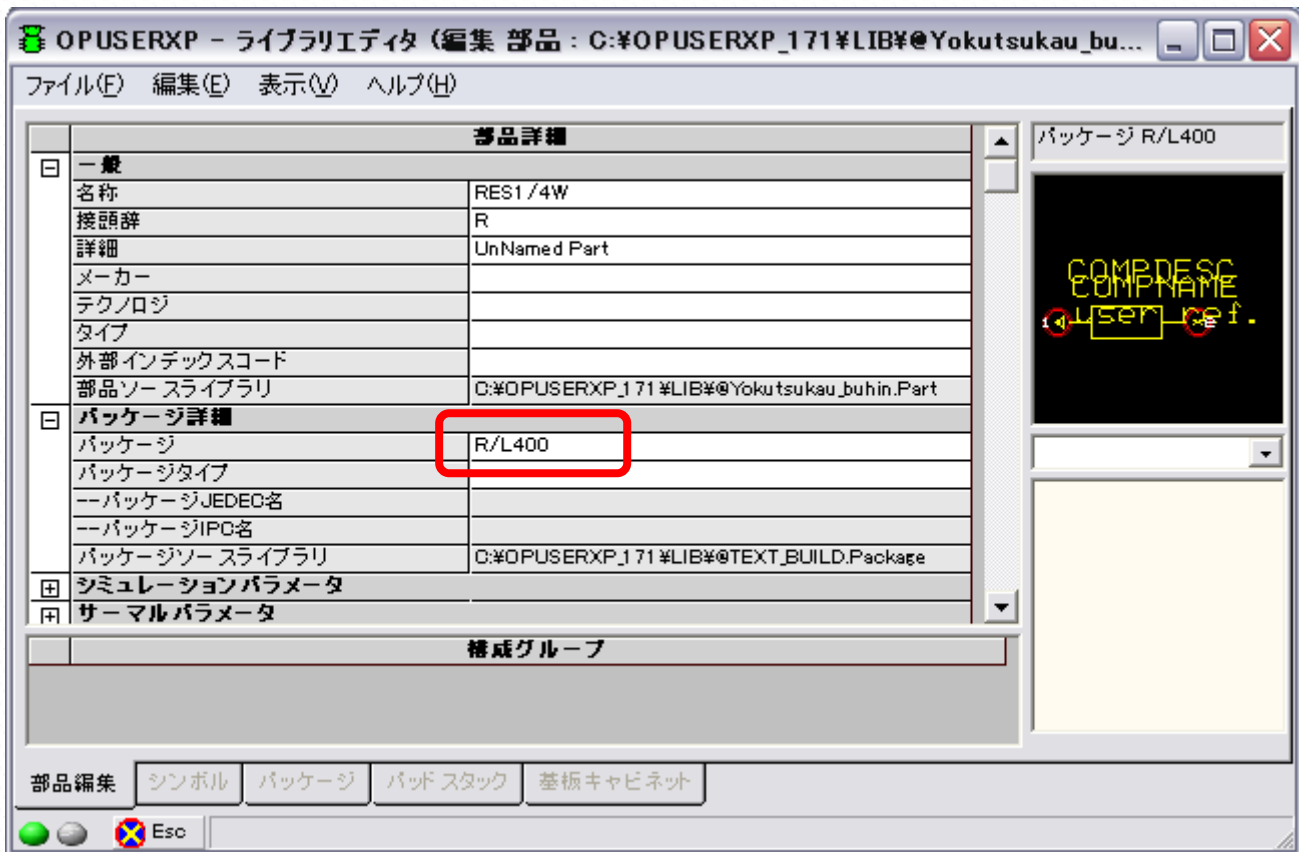 OPUSERXP - ライブラリエディタ (編集 部品 : C:¥OPUSERXP_171¥LIB¥@Yokutsukau_bu...
ファイル(F) 編集(E) 表示(V) ヘルプ(H)
部品詳細
一般
名称 RES1/4W
接頭辞 R
詳細 UnNamed Part
メーカー
テクノロジ
タイプ
外部インデックスコード
部品ソースライブラリ C:¥OPUSERXP_171¥LIB¥@Yokutsukau_buhin.Part
パッケージ詳細
パッケージ R/L400
パッケージタイプ
--パッケージJEDEC名
--パッケージIPC名
パッケージソースライブラリ C:¥OPUSERXP_171¥LIB¥@TEXT_BUILD.Package
シミュレーションパラメータ
サーマルパラメータ
構成グループ
パッケージ R/L400
COMPDESC
COMPNAME
1 user ref. 2
部品編集 シンボル パッケージ パッドスタック 基板キャビネット
Esc